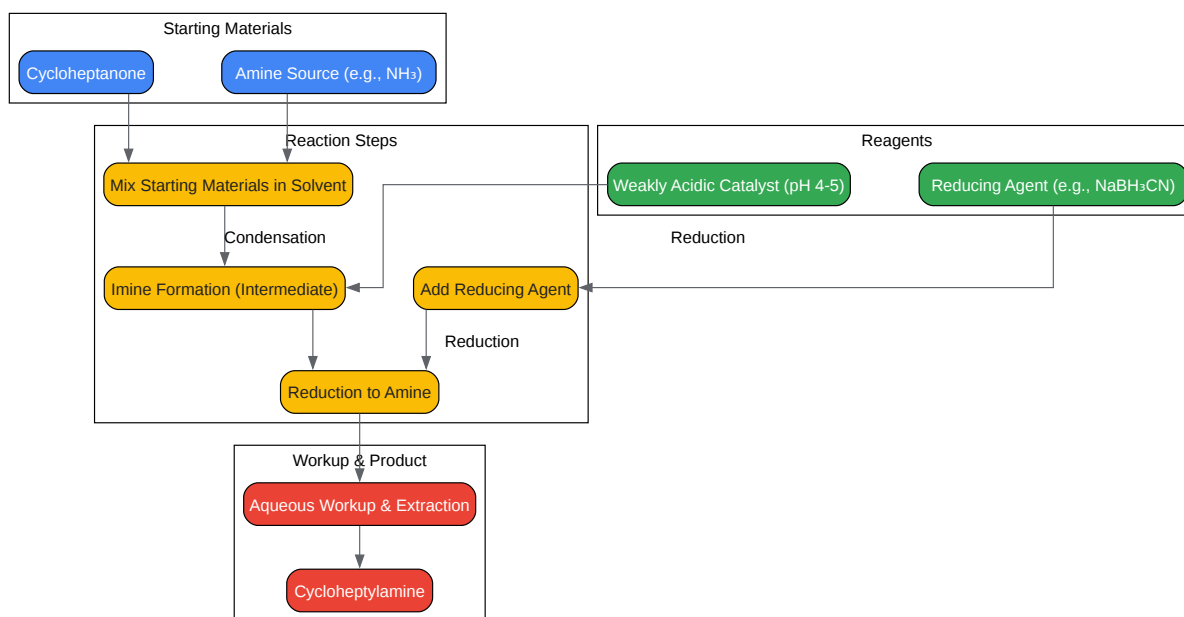 Starting Materials
Cycloheptanone
Amine Source (e.g., NH₃)
Reaction Steps
Reagents
Mix Starting Materials in Solvent
Weakly Acidic Catalyst (pH 4-5)
Reducing Agent (e.g., NaBH₃CN)
Condensation
Reduction
Imine Formation (Intermediate)
Add Reducing Agent
Reduction
Reduction to Amine
Workup & Product
Aqueous Workup & Extraction
Cycloheptylamine